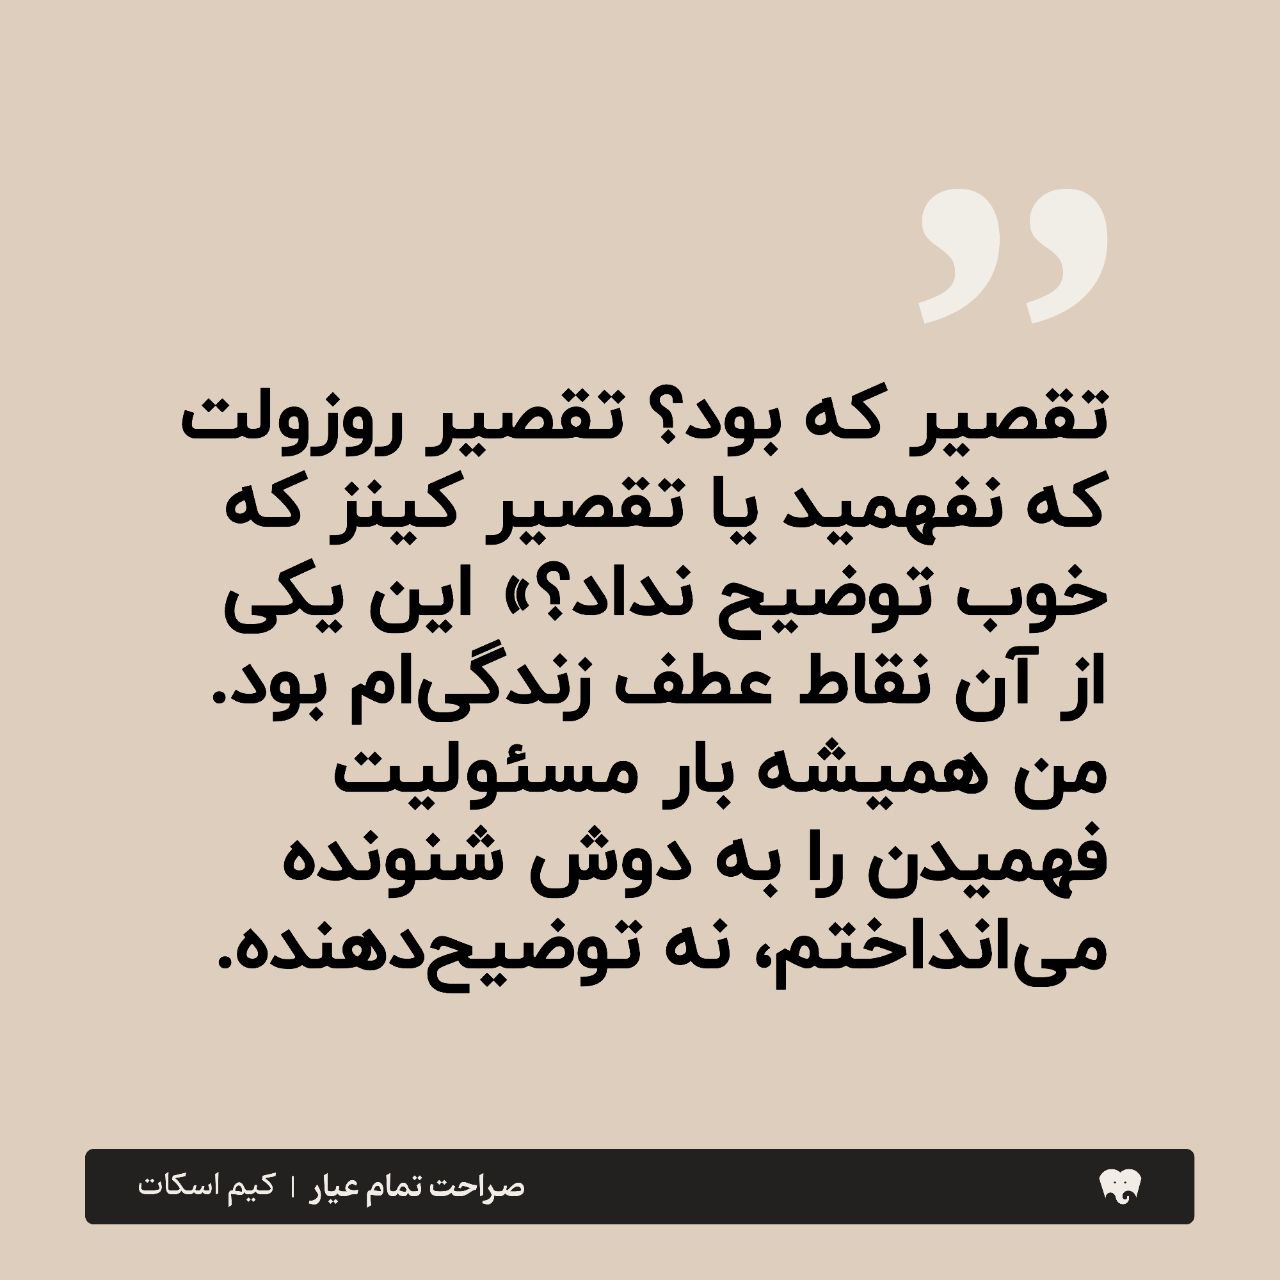 تقصیر که بود؟ تقصیر روزولت
که نفهمید یا تقصیر کینز که
خوب توضیح نداد؟» این یکی
از آن نقاط عطف زندگی‌ام بود.
من همیشه بار مسئولیت
فهمیدن را به دوش شنونده
می‌انداختم، نه توضیح‌دهنده.
صراحت تمام عیار | کیم اسکات